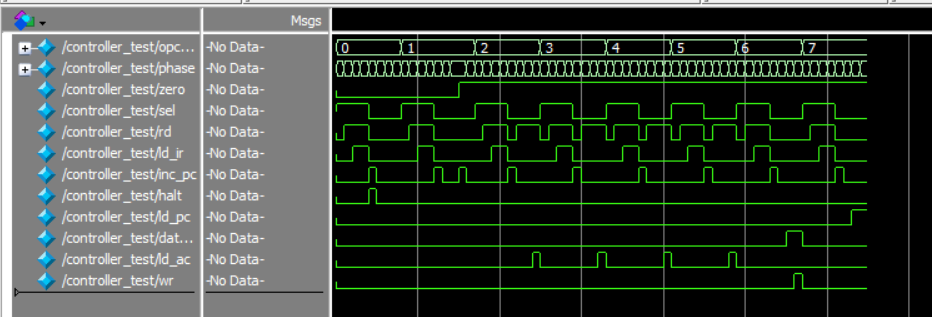 Msgs
/controller_test/opc... -No Data- 0 1 2 3 4 5 6 7
/controller_test/phase -No Data-
/controller_test/zero -No Data-
/controller_test/sel -No Data-
/controller_test/rd -No Data-
/controller_test/ld_ir -No Data-
/controller_test/inc_pc -No Data-
/controller_test/halt -No Data-
/controller_test/ld_pc -No Data-
/controller_test/dat... -No Data-
/controller_test/ld_ac -No Data-
/controller_test/wr -No Data-